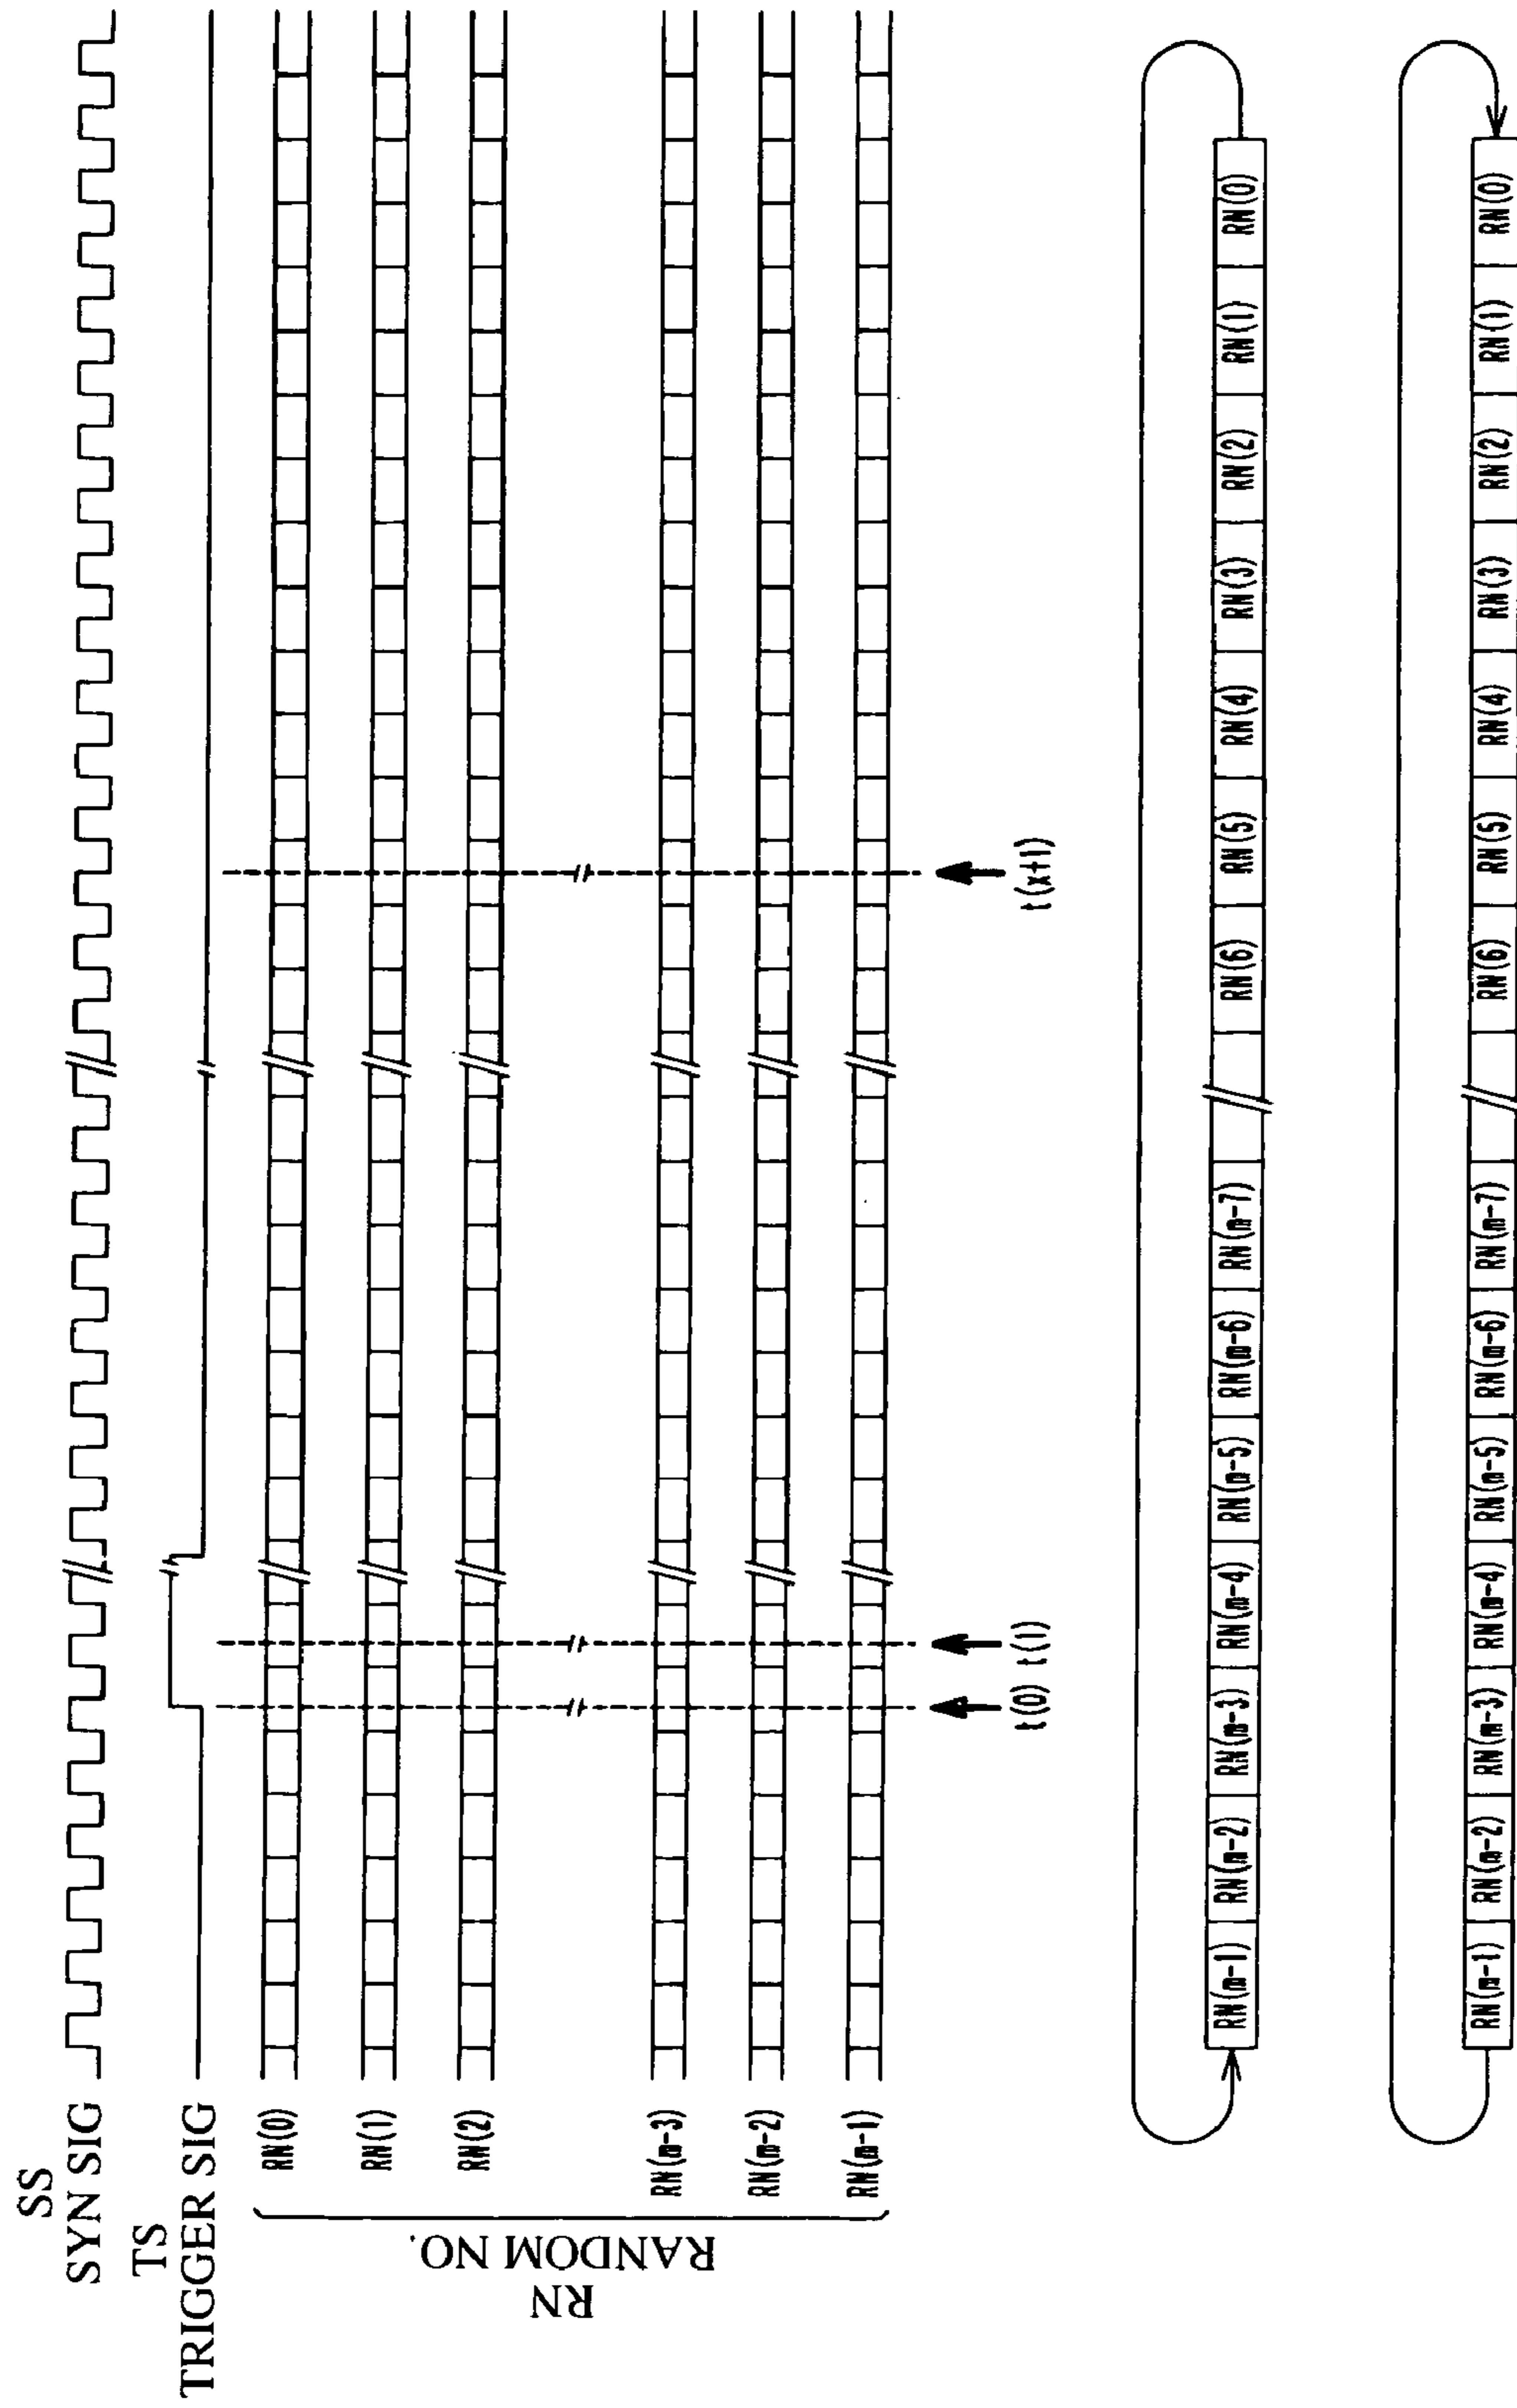 SS
SYN SIG
TS
TRIGGER SIG
RN
RANDOM NO.
RN(0)
RN(1)
RN(2)
RN(m-3)
RN(m-2)
RN(m-1)
t(0) t(1) t(x+1)
RN(m-1) RN(m-2) RN(m-3) RN(m-4) RN(m-5) RN(m-6) RN(m-7) RN(6) RN(5) RN(4) RN(3) RN(2) RN(1) RN(0)
RN(m-1) RN(m-2) RN(m-3) RN(m-4) RN(m-5) RN(m-6) RN(m-7) RN(6) RN(5) RN(4) RN(3) RN(2) RN(1) RN(0)